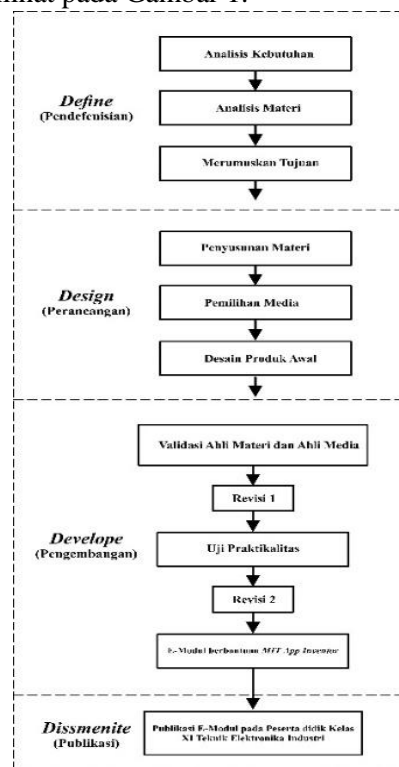 pada Gambar 1.
Analisis Kebutuhan
Define
(Pendefenisian)
Analisis Materi
Merumuskan Tujuan
Penyusunan Materi
Design
(Perancangan)
Pemilihan Media
Desain Produk Awal
Validasi Ahli Materi dan Ahli Media
Revisi 1
Develope
(Pengembangan)
Uji Praktikalitas
Revisi 2
E-Modul berbantuan MIT App Inventor
Dissmenite
(Publikasi)
Publikasi E-Modul pada Peserta didik Kelas
XI Teknik Elektronika Industri